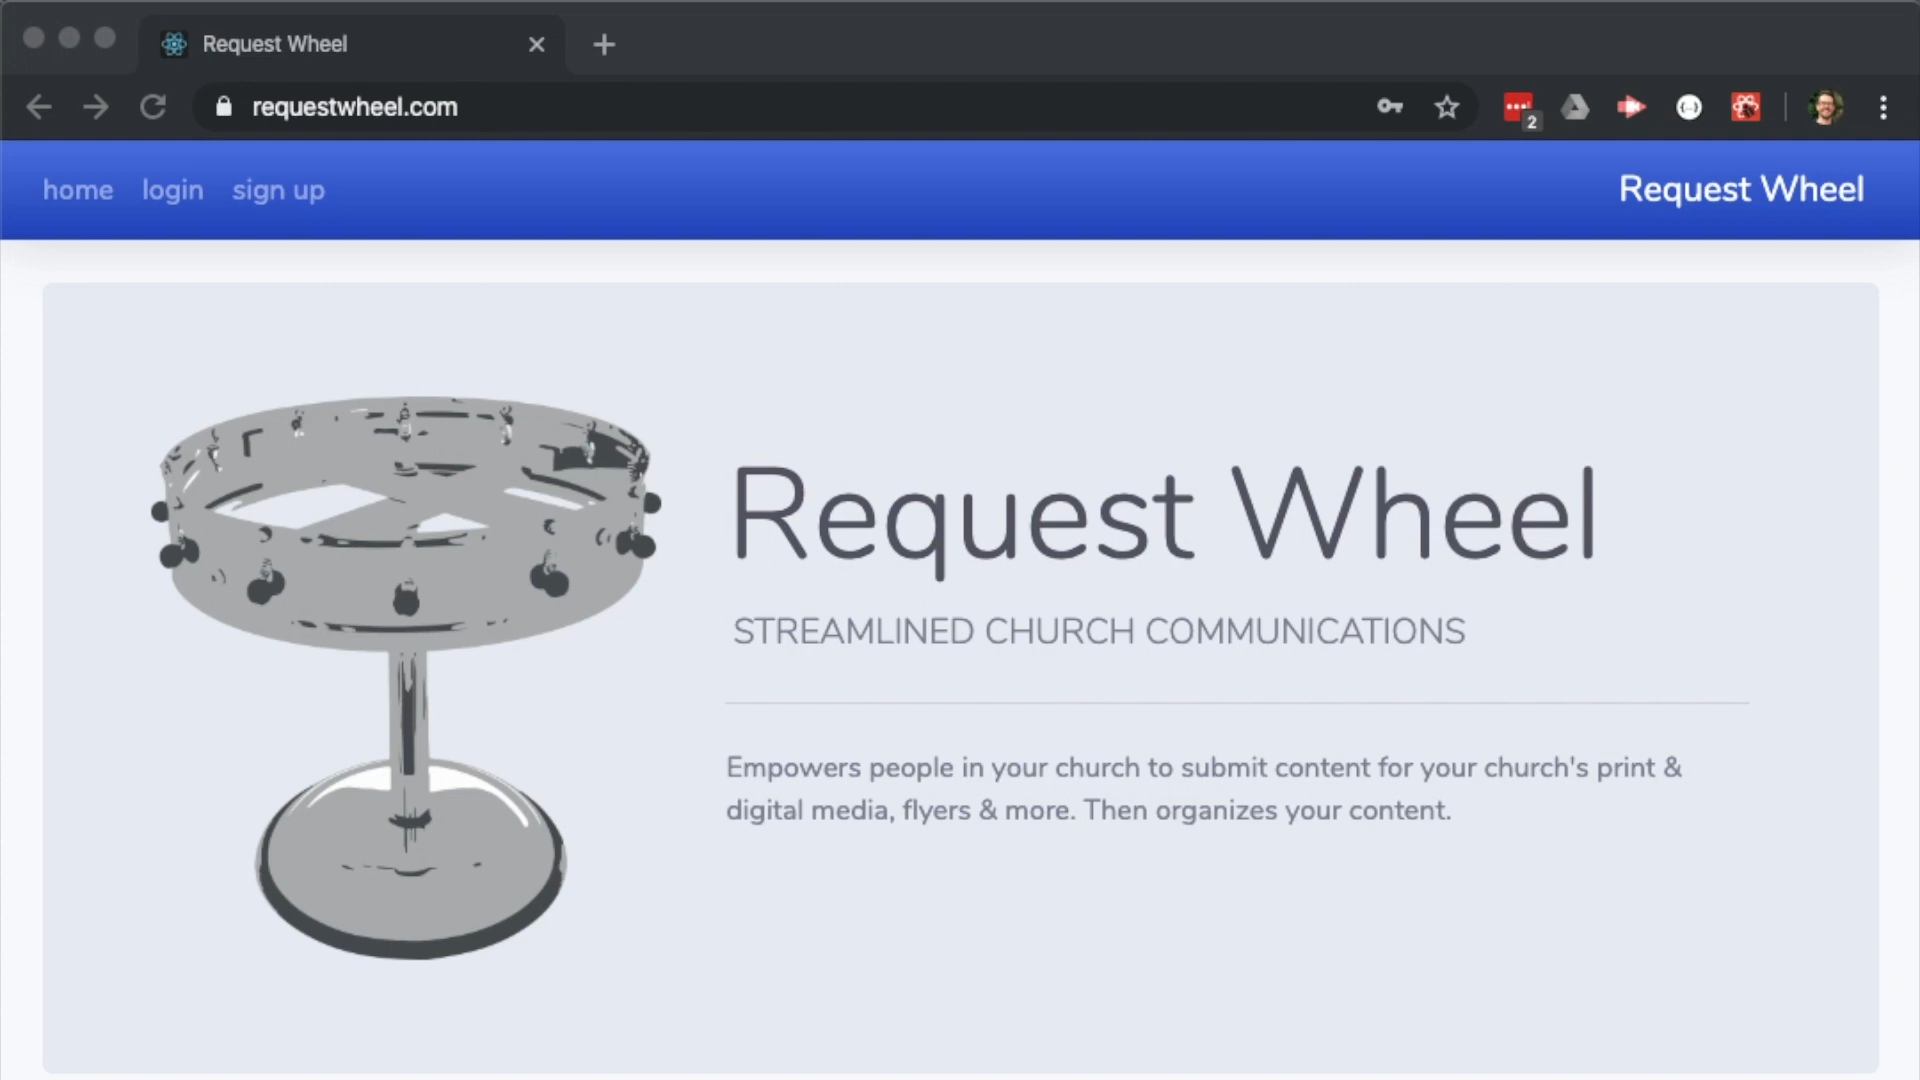 Request Wheel
requestwheel.com
2
home login sign up
Request Wheel
Request Wheel
STREAMLINED CHURCH COMMUNICATIONS
Empowers people in your church to submit content for your church's print &
digital media, flyers & more. Then organizes your content.